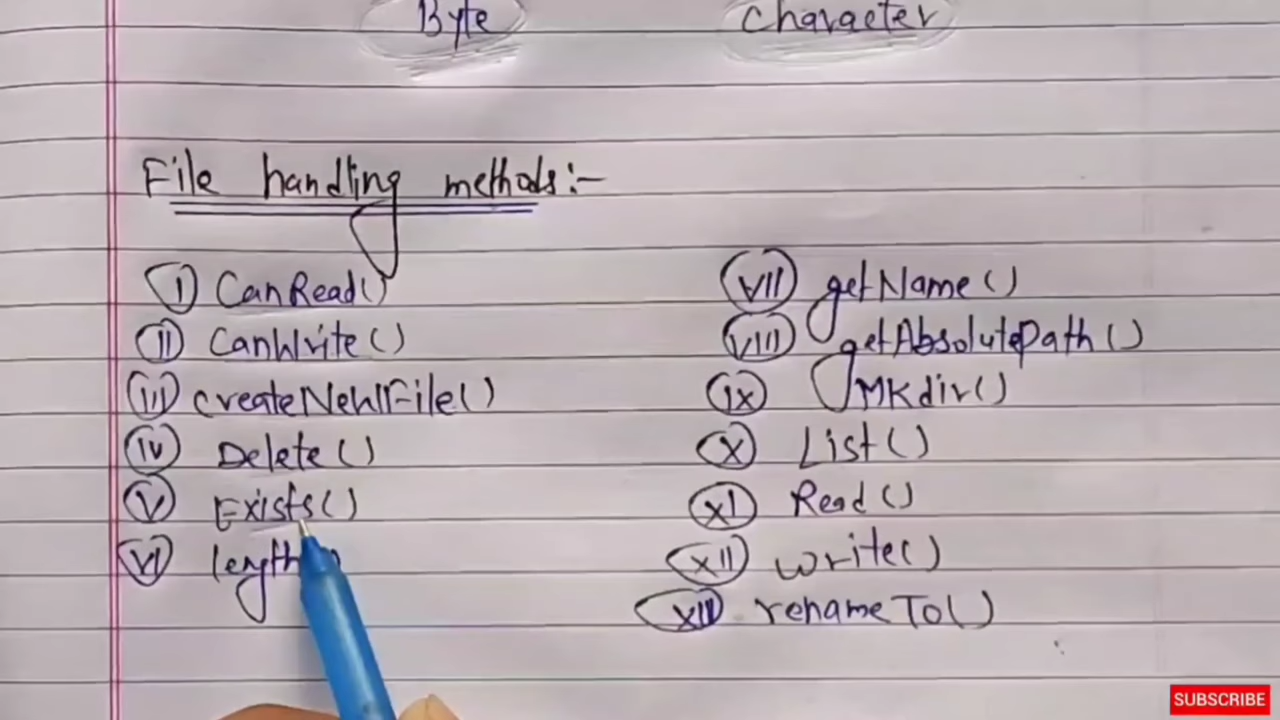 Byte Character
File handling methods:-
(i) CanRead()
(ii) CanWrite()
(iii) createNewFile()
(iv) Delete()
(v) Exists()
(vi) length()
(vii) getName()
(viii) getAbsolutePath()
(ix) MKdir()
(x) List()
(xi) Read()
(xii) write()
(xiii) renameTo()
SUBSCRIBE